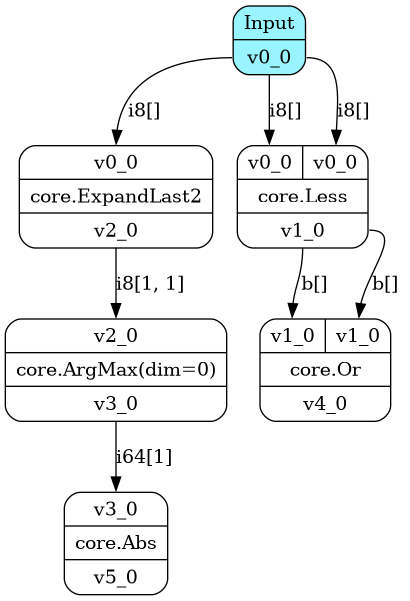 Input
v0_0
i8[]
i8[]
i8[]
v0_0
core.ExpandLast2
v2_0
v0_0 v0_0
core.Less
v1_0
i8[1, 1]
b[]
b[]
v2_0
core.ArgMax(dim=0)
v3_0
v1_0 v1_0
core.Or
v4_0
i64[1]
v3_0
core.Abs
v5_0